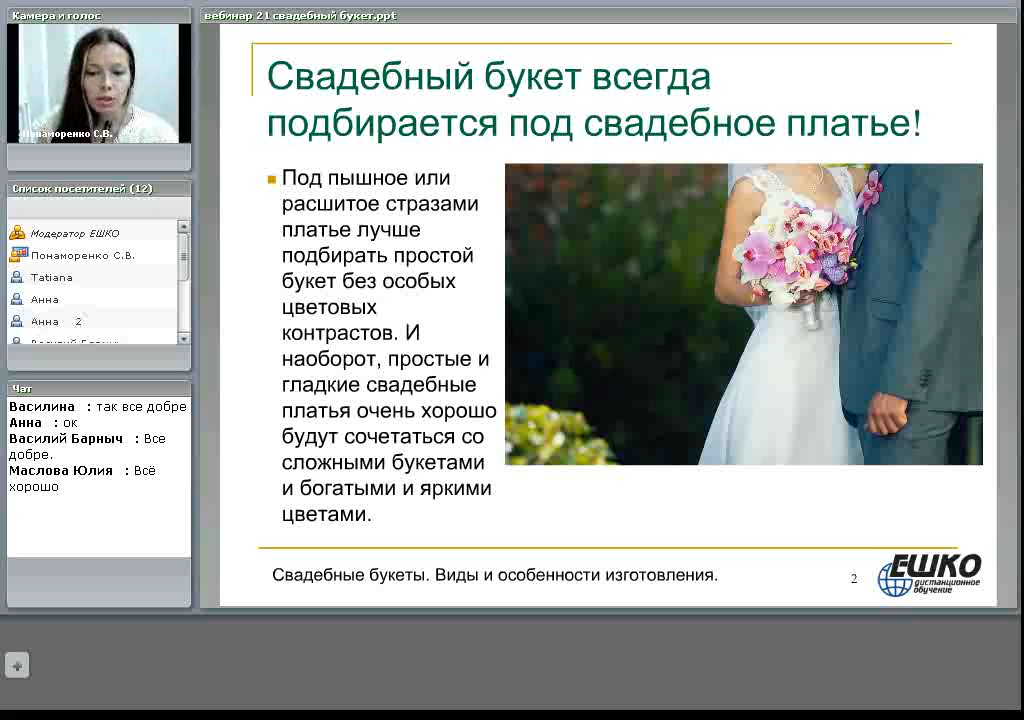 Камера и голос
Понаморенко С.В.
Список посетителей (12)
Модератор ЕШКО
Понаморенко С.В.
Tatiana
Анна
Анна 2
Чат
Василина : так все добре
Анна : ок
Василий Барныч : Все
добре.
Маслова Юлия : Всё
хорошо
вебинар 21 свадебный букет.ppt
Свадебный букет всегда
подбирается под свадебное платье!
Под пышное или
расшитое стразами
платье лучше
подбирать простой
букет без особых
цветовых
контрастов. И
наоборот, простые и
гладкие свадебные
платья очень хорошо
будут сочетаться со
сложными букетами
и богатыми и яркими
цветами.
Свадебные букеты. Виды и особенности изготовления.
2
ЕШКО
дистанционное
обучение